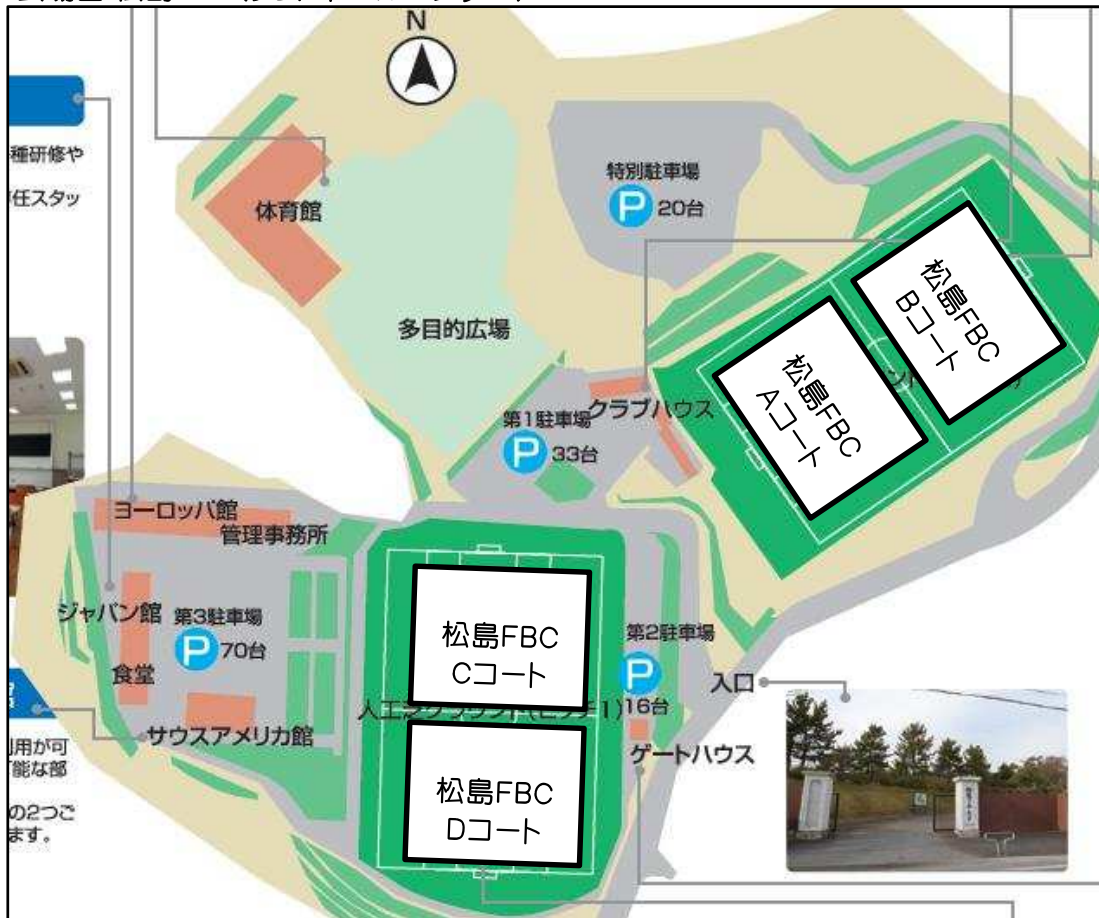 N
種研修や
任スタッ
特別駐車場
P 20台
体育館
多目的広場
松島FBC
Bコート
松島FBC
Aコート
クラブハウス
第1駐車場
P 33台
ヨーロッパ館
管理事務所
ジャパン館
第3駐車場
P 70台
食堂
サウスアメリカ館
松島FBC
Cコート
第2駐車場
P
16台
入口
ゲートハウス
松島FBC
Dコート
利用が可
能な部
の2つご
ます。